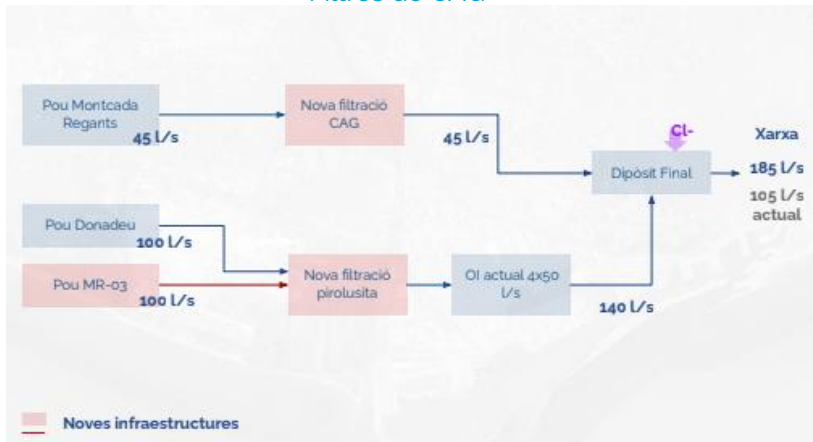 Pou Montcada
Regants
45 l/s
Nova filtració
CAG
45 l/s
Cl-
Dipòsit Final
Xarxa
185 l/s
105 l/s
actual
Pou Donadeu
100 l/s
Pou MR-03
100 l/s
Nova filtració
pirolusita
OI actual 4x50
l/s
140 l/s
Noves infraestructures